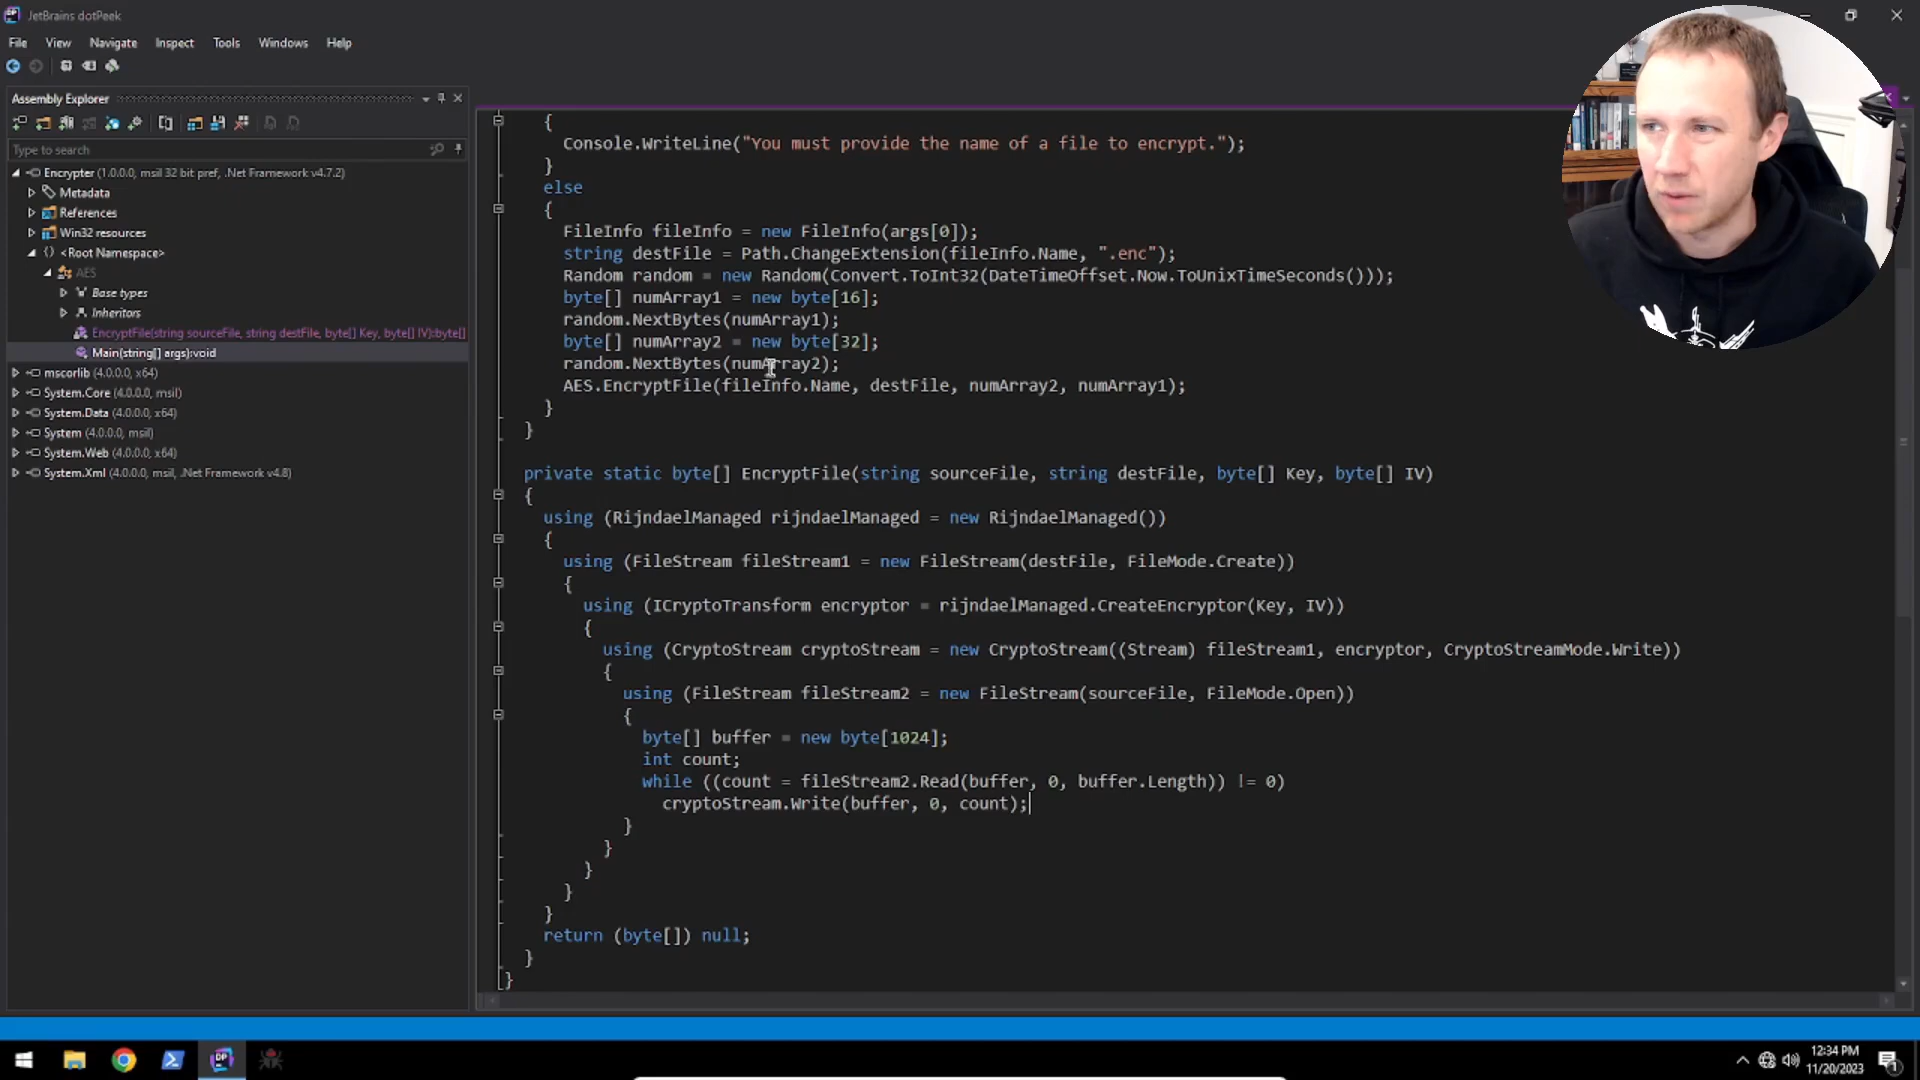 JetBrains dotPeek
File View Navigate Inspect Tools Windows Help
Assembly Explorer
Type to search
Encrypter (1.0.0.0, msil 32 bit pref, .Net Framework v4.7.2)
Metadata
References
Win32 resources
<Root Namespace>
AES
Base types
Inheritors
EncryptFile(string sourceFile, string destFile, byte[] Key, byte[] IV):byte[]
Main(string[] args):void
mscorlib (4.0.0.0, x64)
System.Core (4.0.0.0, msil)
System.Data (4.0.0.0, x64)
System (4.0.0.0, msil)
System.Web (4.0.0.0, x64)
System.Xml (4.0.0.0, msil, .Net Framework v4.8)
{
Console.WriteLine("You must provide the name of a file to encrypt.");
}
else
{
FileInfo fileInfo = new FileInfo(args[0]);
string destFile = Path.ChangeExtension(fileInfo.Name, ".enc");
Random random = new Random(Convert.ToInt32(DateTimeOffset.Now.ToUnixTimeSeconds()));
byte[] numArray1 = new byte[16];
random.NextBytes(numArray1);
byte[] numArray2 = new byte[32];
random.NextBytes(numArray2);
AES.EncryptFile(fileInfo.Name, destFile, numArray2, numArray1);
}
}
private static byte[] EncryptFile(string sourceFile, string destFile, byte[] Key, byte[] IV)
{
using (RijndaelManaged rijndaelManaged = new RijndaelManaged())
{
using (FileStream fileStream1 = new FileStream(destFile, FileMode.Create))
{
using (ICryptoTransform encryptor = rijndaelManaged.CreateEncryptor(Key, IV))
{
using (CryptoStream cryptoStream = new CryptoStream((Stream) fileStream1, encryptor, CryptoStreamMode.Write))
{
using (FileStream fileStream2 = new FileStream(sourceFile, FileMode.Open))
{
byte[] buffer = new byte[1024];
int count;
while ((count = fileStream2.Read(buffer, 0, buffer.Length)) != 0)
cryptoStream.Write(buffer, 0, count);
}
}
}
}
}
return (byte[]) null;
}
}
DP
12:34 PM
11/20/2023
1